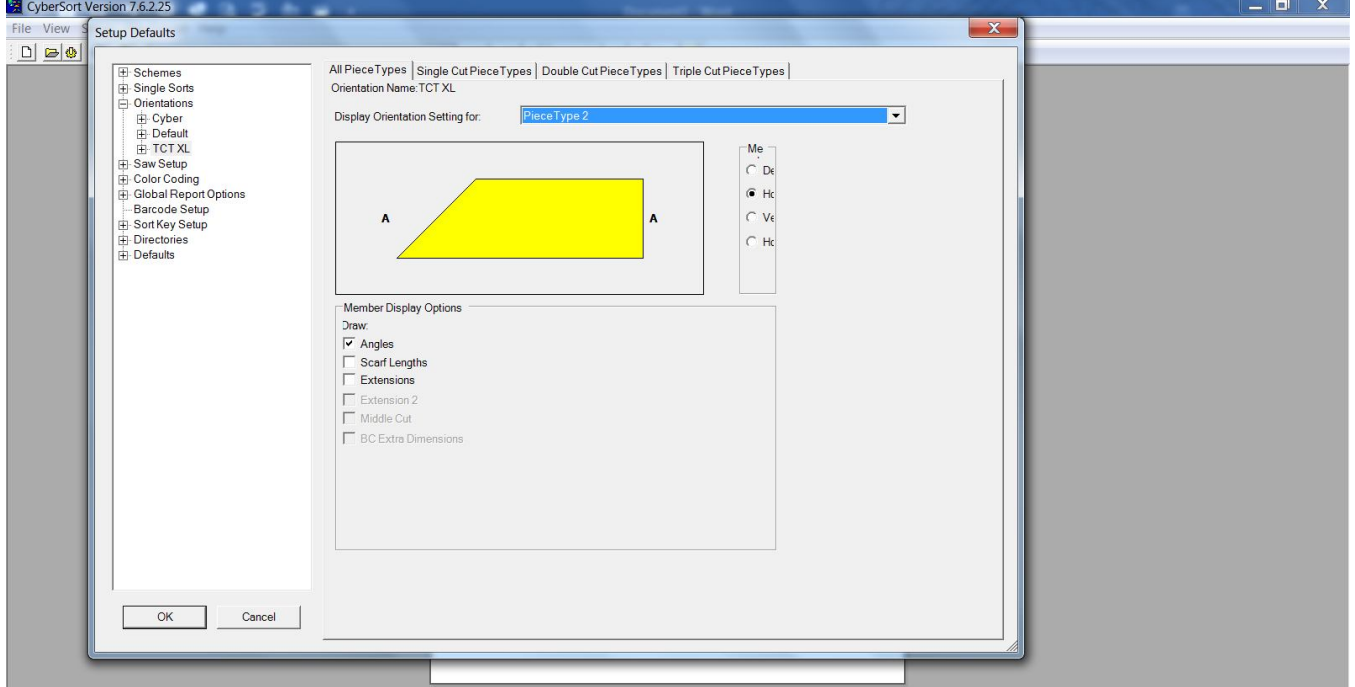 CyberSort Version 7.6.2.25
File View
Setup Defaults
Schemes
Single Sorts
Orientations
Cyber
Default
TCT XL
Saw Setup
Color Coding
Global Report Options
Barcode Setup
Sort Key Setup
Directories
Defaults
OK Cancel
All PieceTypes Single Cut PieceTypes Double Cut PieceTypes Triple Cut PieceTypes
Orientation Name: TCT XL
Display Orientation Setting for: PieceType 2
A A
Me
De
Ho
Ve
Ho
Member Display Options
Draw:
Angles
Scarf Lengths
Extensions
Extension 2
Middle Cut
BC Extra Dimensions